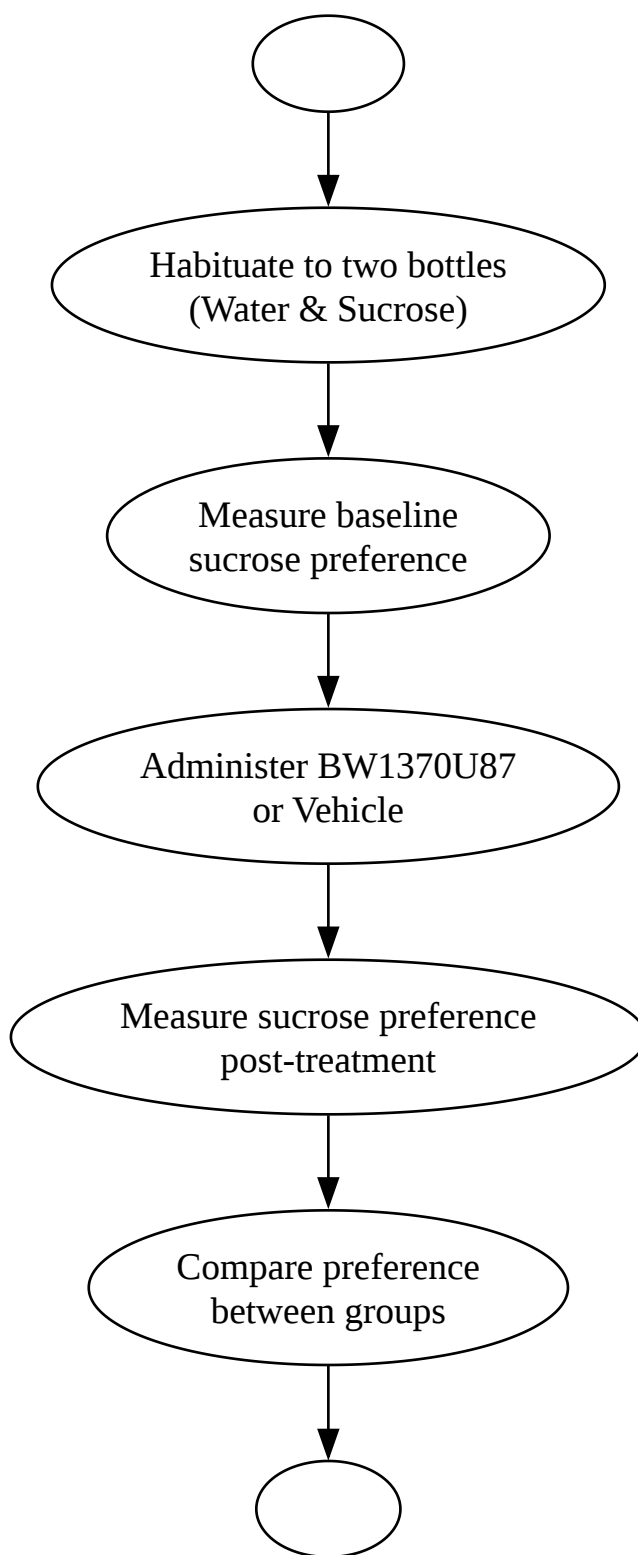 Habituate to two bottles
(Water & Sucrose)
Measure baseline
sucrose preference
Administer BW1370U87
or Vehicle
Measure sucrose preference
post-treatment
Compare preference
between groups